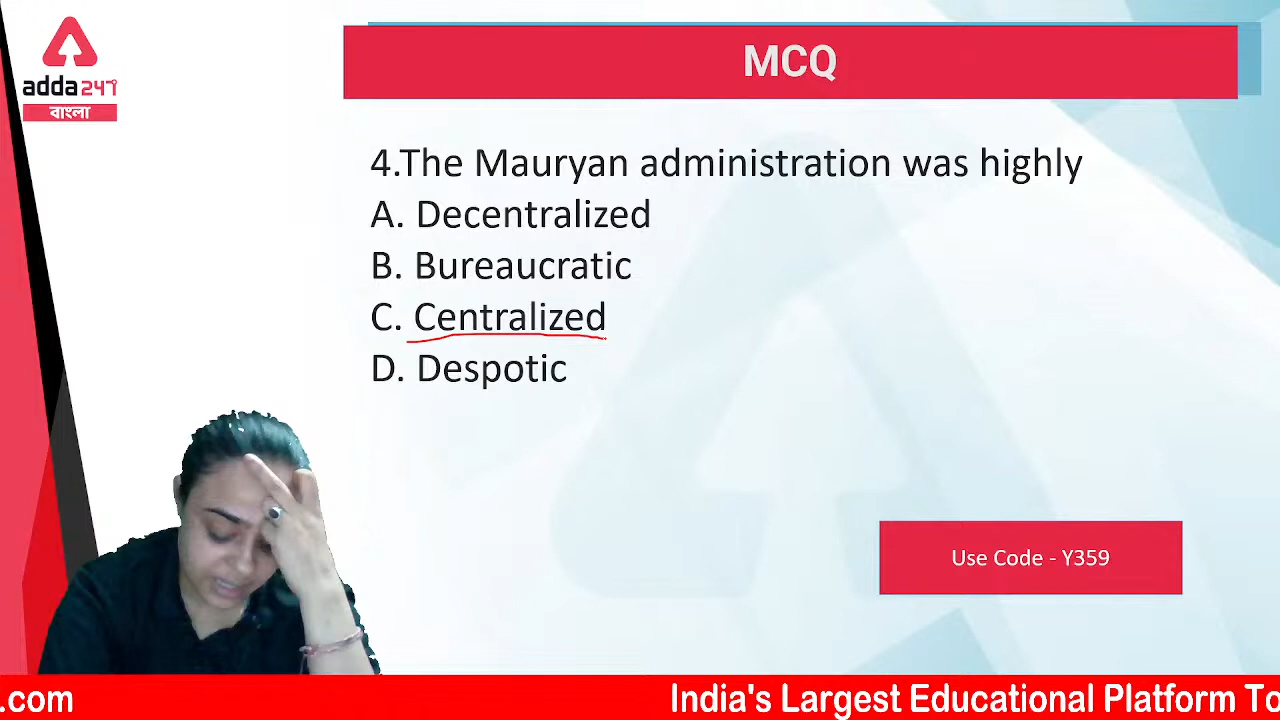 adda247
বাংলা
MCQ
4.The Mauryan administration was highly
A. Decentralized
B. Bureaucratic
C. Centralized
D. Despotic
Use Code - Y359
.com India's Largest Educational Platform To